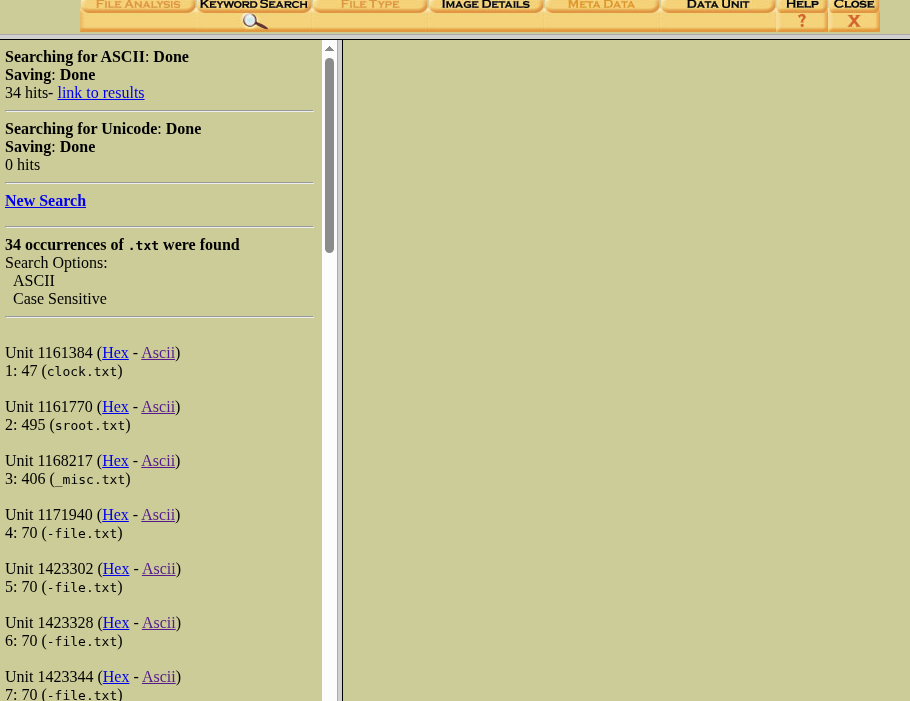 FILE ANALYSIS KEYWORD SEARCH FILE TYPE IMAGE DETAILS META DATA DATA UNIT HELP CLOSE
? X
Searching for ASCII: Done
Saving: Done
34 hits- link to results
Searching for Unicode: Done
Saving: Done
0 hits
New Search
34 occurrences of .txt were found
Search Options:
ASCII
Case Sensitive
Unit 1161384 (Hex - Ascii)
1: 47 (clock.txt)
Unit 1161770 (Hex - Ascii)
2: 495 (sroot.txt)
Unit 1168217 (Hex - Ascii)
3: 406 (_misc.txt)
Unit 1171940 (Hex - Ascii)
4: 70 (-file.txt)
Unit 1423302 (Hex - Ascii)
5: 70 (-file.txt)
Unit 1423328 (Hex - Ascii)
6: 70 (-file.txt)
Unit 1423344 (Hex - Ascii)
7: 70 (-file.txt)